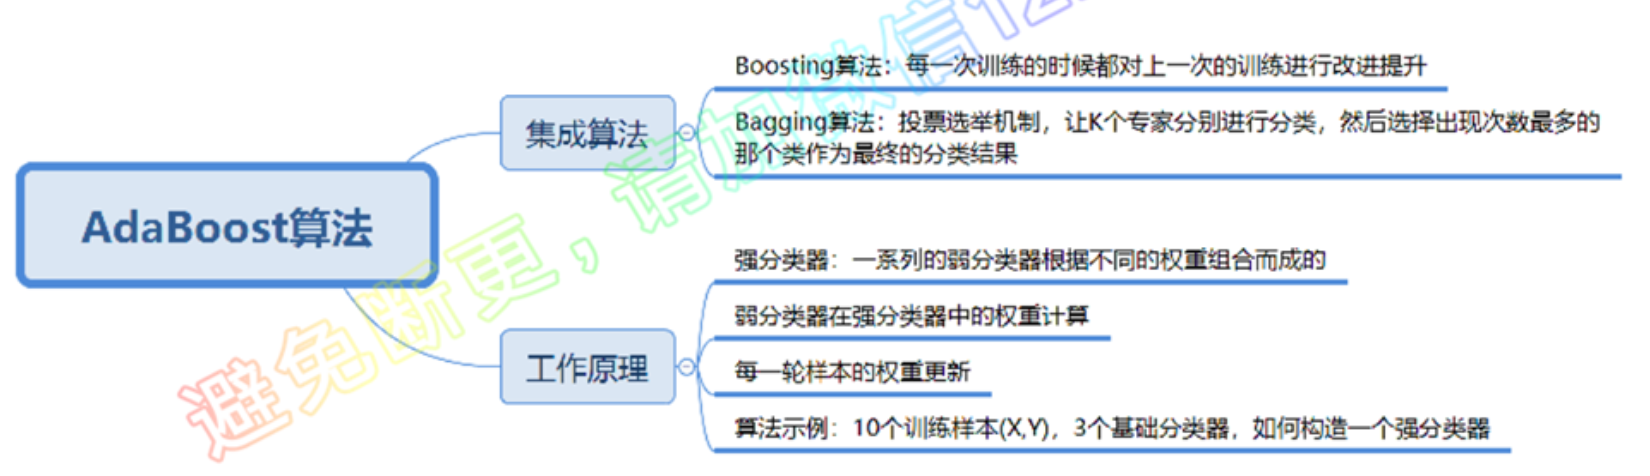 Boosting算法：每一次训练的时候都对上一次的训练进行改进提升
集成算法
Bagging算法：投票选举机制，让K个专家分别进行分类，然后选择出现次数最多的
那个类作为最终的分类结果
AdaBoost算法
强分类器：一系列的弱分类器根据不同的权重组合而成的
弱分类器在强分类器中的权重计算
工作原理
每一轮样本的权重更新
算法示例：10个训练样本(X,Y)，3个基础分类器，如何构造一个强分类器
避免断更，请加微信